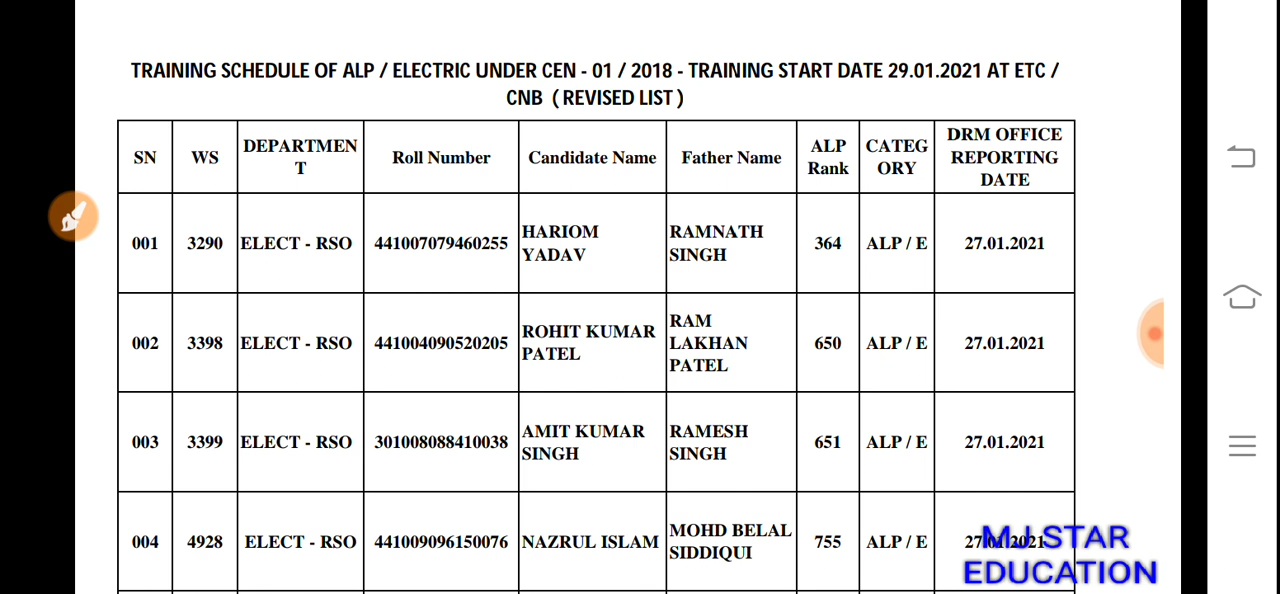 TRAINING SCHEDULE OF ALP / ELECTRIC UNDER CEN - 01 / 2018 - TRAINING START DATE 29.01.2021 AT ETC /
CNB ( REVISED LIST )
SN WS DEPARTMEN T Roll Number Candidate Name Father Name ALP Rank CATEG ORY DRM OFFICE REPORTING DATE
001 3290 ELECT - RSO 441007079460255 HARIOM YADAV RAMNATH SINGH 364 ALP / E 27.01.2021
002 3398 ELECT - RSO 441004090520205 ROHIT KUMAR PATEL RAM LAKHAN PATEL 650 ALP / E 27.01.2021
003 3399 ELECT - RSO 301008088410038 AMIT KUMAR SINGH RAMESH SINGH 651 ALP / E 27.01.2021
004 4928 ELECT - RSO 441009096150076 NAZRUL ISLAM MOHD BELAL SIDDIQUI 755 ALP / E 27.01.2021
MJ STAR
EDUCATION